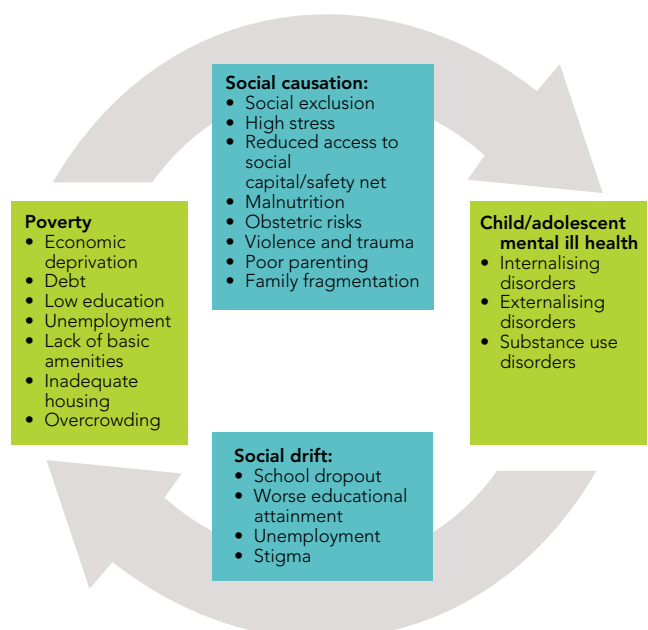 Social causation:
• Social exclusion
• High stress
• Reduced access to
social
capital/safety net
• Malnutrition
• Obstetric risks
• Violence and trauma
• Poor parenting
• Family fragmentation
Poverty
• Economic
deprivation
• Debt
• Low education
• Unemployment
• Lack of basic
amenities
• Inadequate
housing
• Overcrowding
Child/adolescent
mental ill health
• Internalising
disorders
• Externalising
disorders
• Substance use
disorders
Social drift:
• School dropout
• Worse educational
attainment
• Unemployment
• Stigma